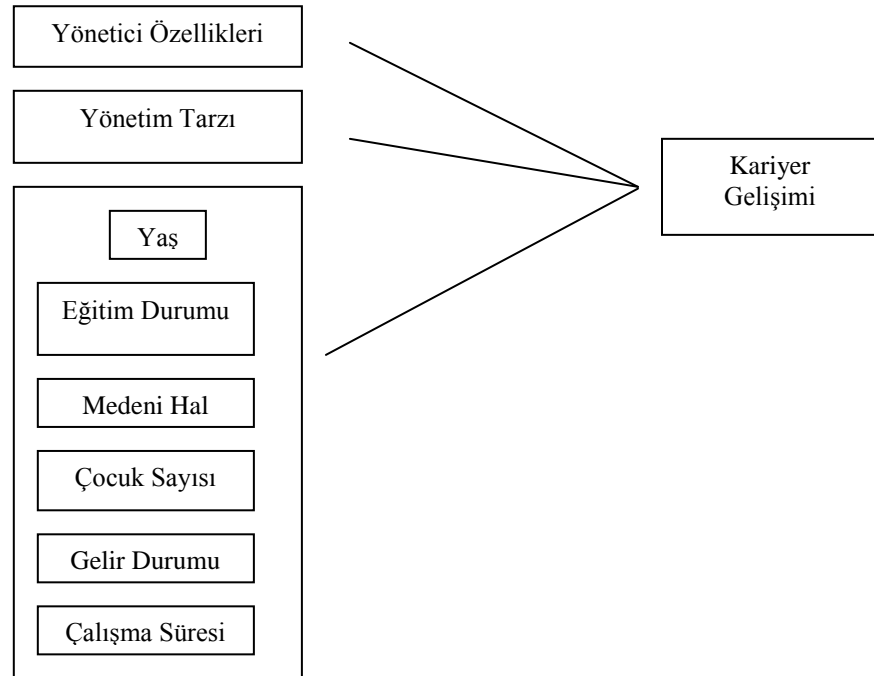 Yönetici Özellikleri
Yönetim Tarzı
Yaş
Eğitim Durumu
Medeni Hal
Çocuk Sayısı
Gelir Durumu
Çalışma Süresi
Kariyer
Gelişimi